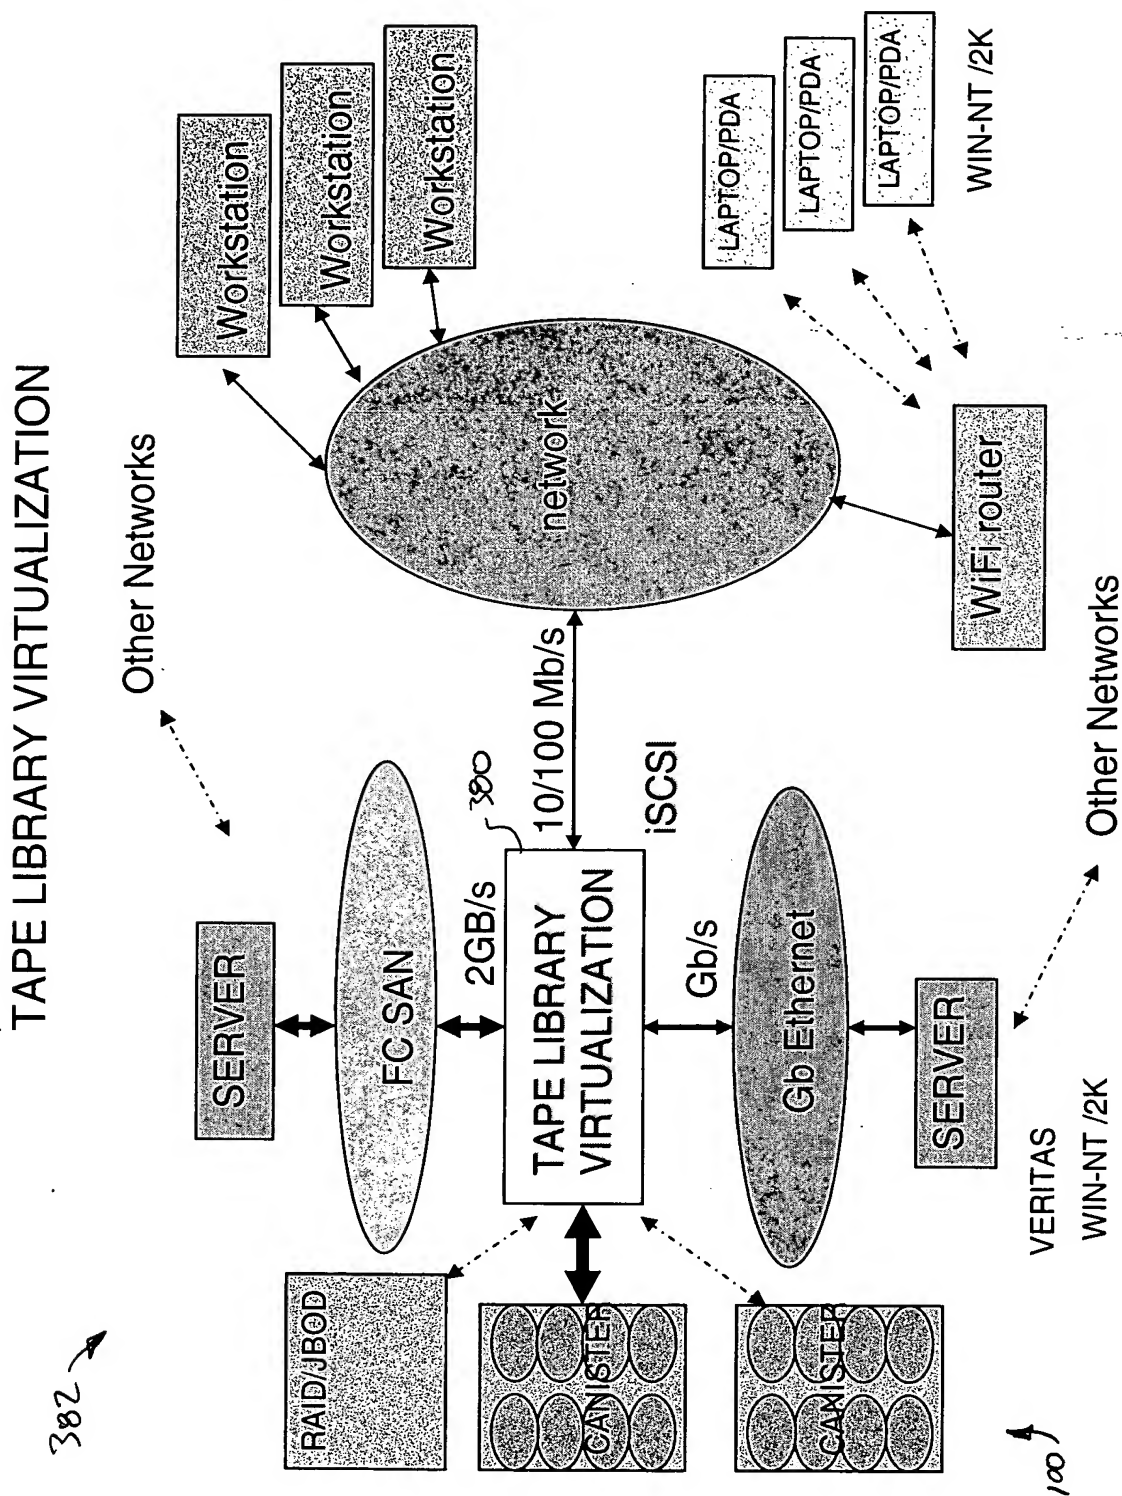 TAPE LIBRARY VIRTUALIZATION
382
Other Networks
SERVER
Workstation
Workstation
Workstation
RAID/JBOD
FC SAN
2GB/s
380
CANISTER
TAPE LIBRARY
VIRTUALIZATION
10/100 Mb/s
iSCSI
network
Gb/s
CANISTER
Gb Ethernet
LAPTOP/PDA
LAPTOP/PDA
LAPTOP/PDA
WIN-NT /2K
SERVER
WiFi router
VERITAS
WIN-NT /2K
Other Networks
100